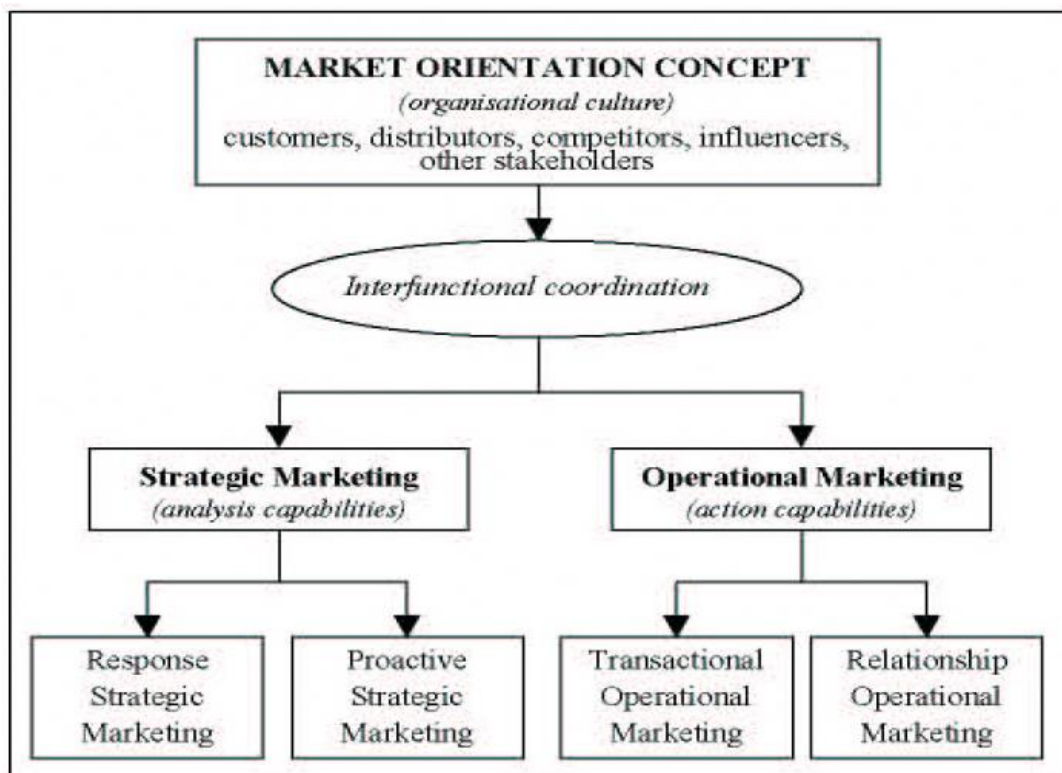 MARKET ORIENTATION CONCEPT
(organisational culture)
customers, distributors, competitors, influencers,
other stakeholders
Interfunctional coordination
Strategic Marketing
(analysis capabilities)
Operational Marketing
(action capabilities)
Response
Strategic
Marketing
Proactive
Strategic
Marketing
Transactional
Operational
Marketing
Relationship
Operational
Marketing